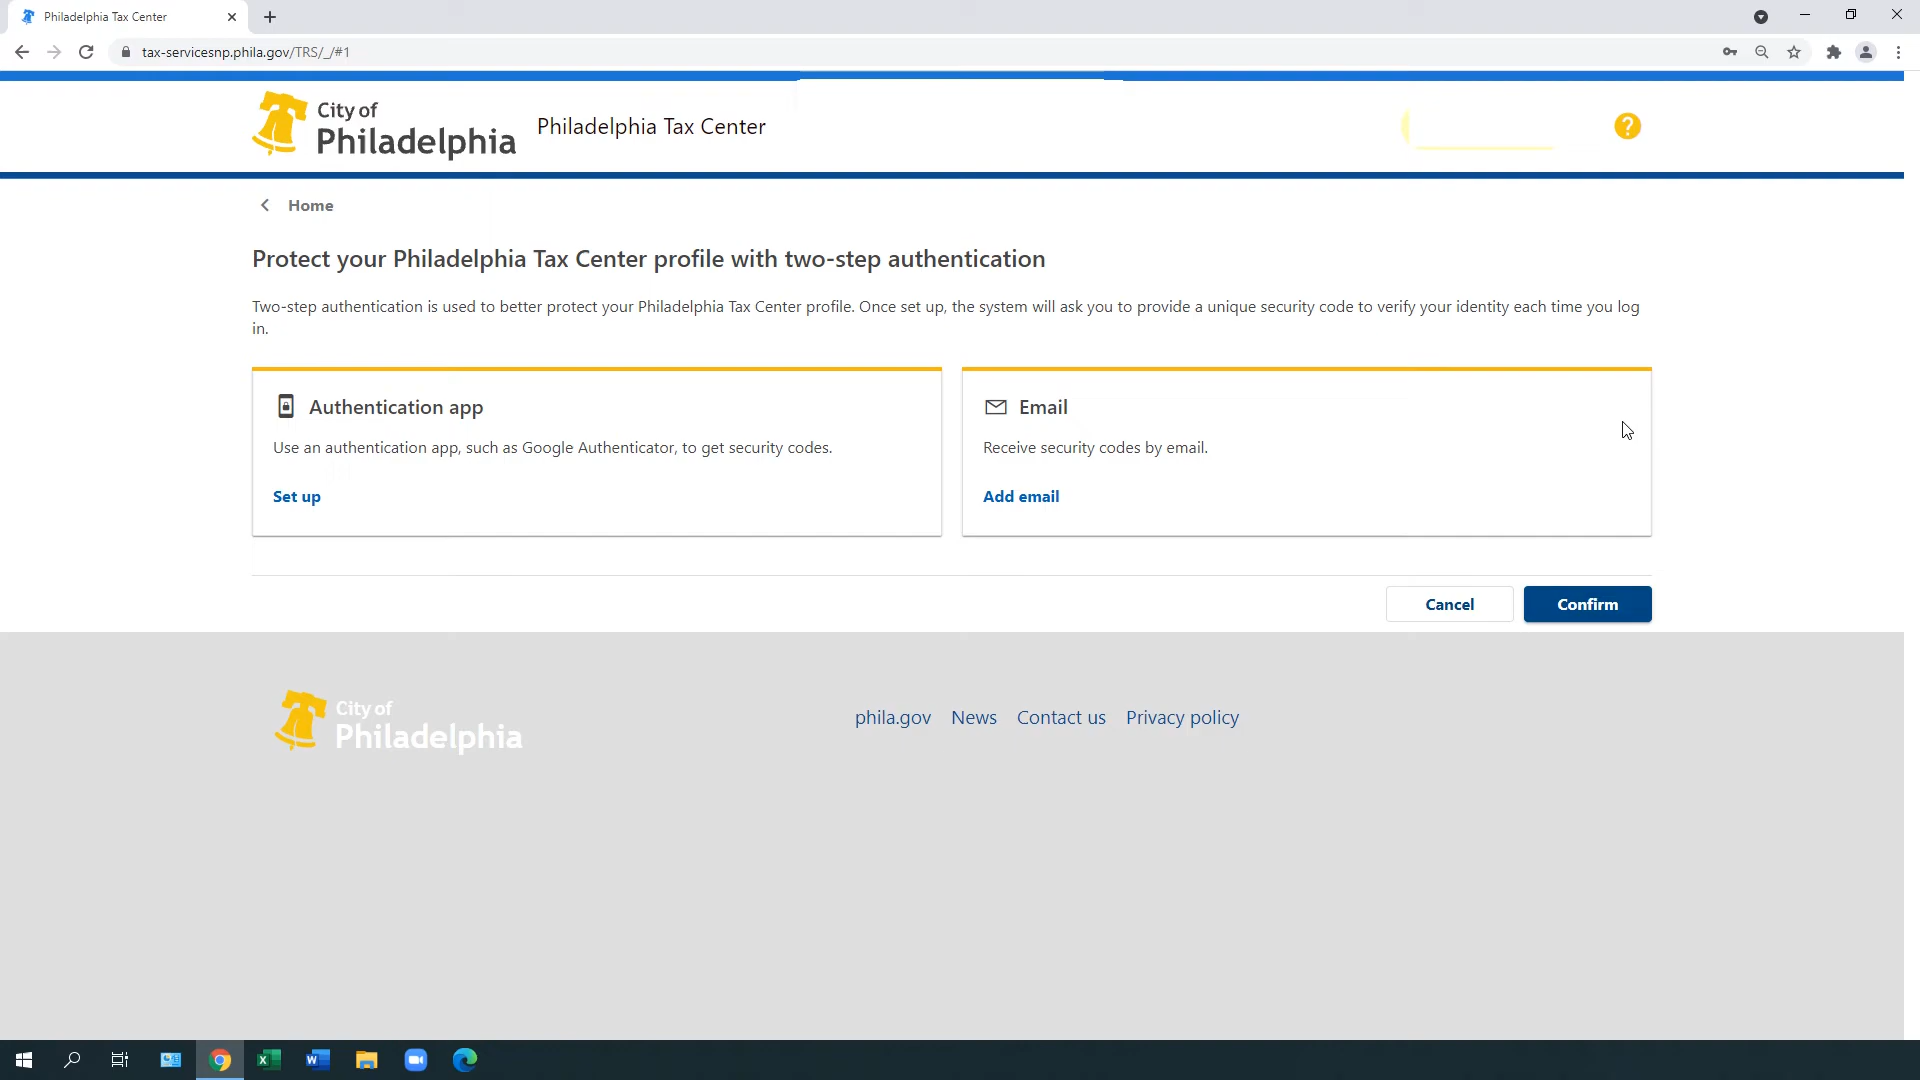 Philadelphia Tax Center
tax-servicesnp.phila.gov/TRS/_/#1
City of
Philadelphia
Philadelphia Tax Center
?
Home
Protect your Philadelphia Tax Center profile with two-step authentication
Two-step authentication is used to better protect your Philadelphia Tax Center profile. Once set up, the system will ask you to provide a unique security code to verify your identity each time you log
in.
Authentication app
Use an authentication app, such as Google Authenticator, to get security codes.
Set up
Email
Receive security codes by email.
Add email
Cancel
Confirm
City of
Philadelphia
phila.gov
News
Contact us
Privacy policy